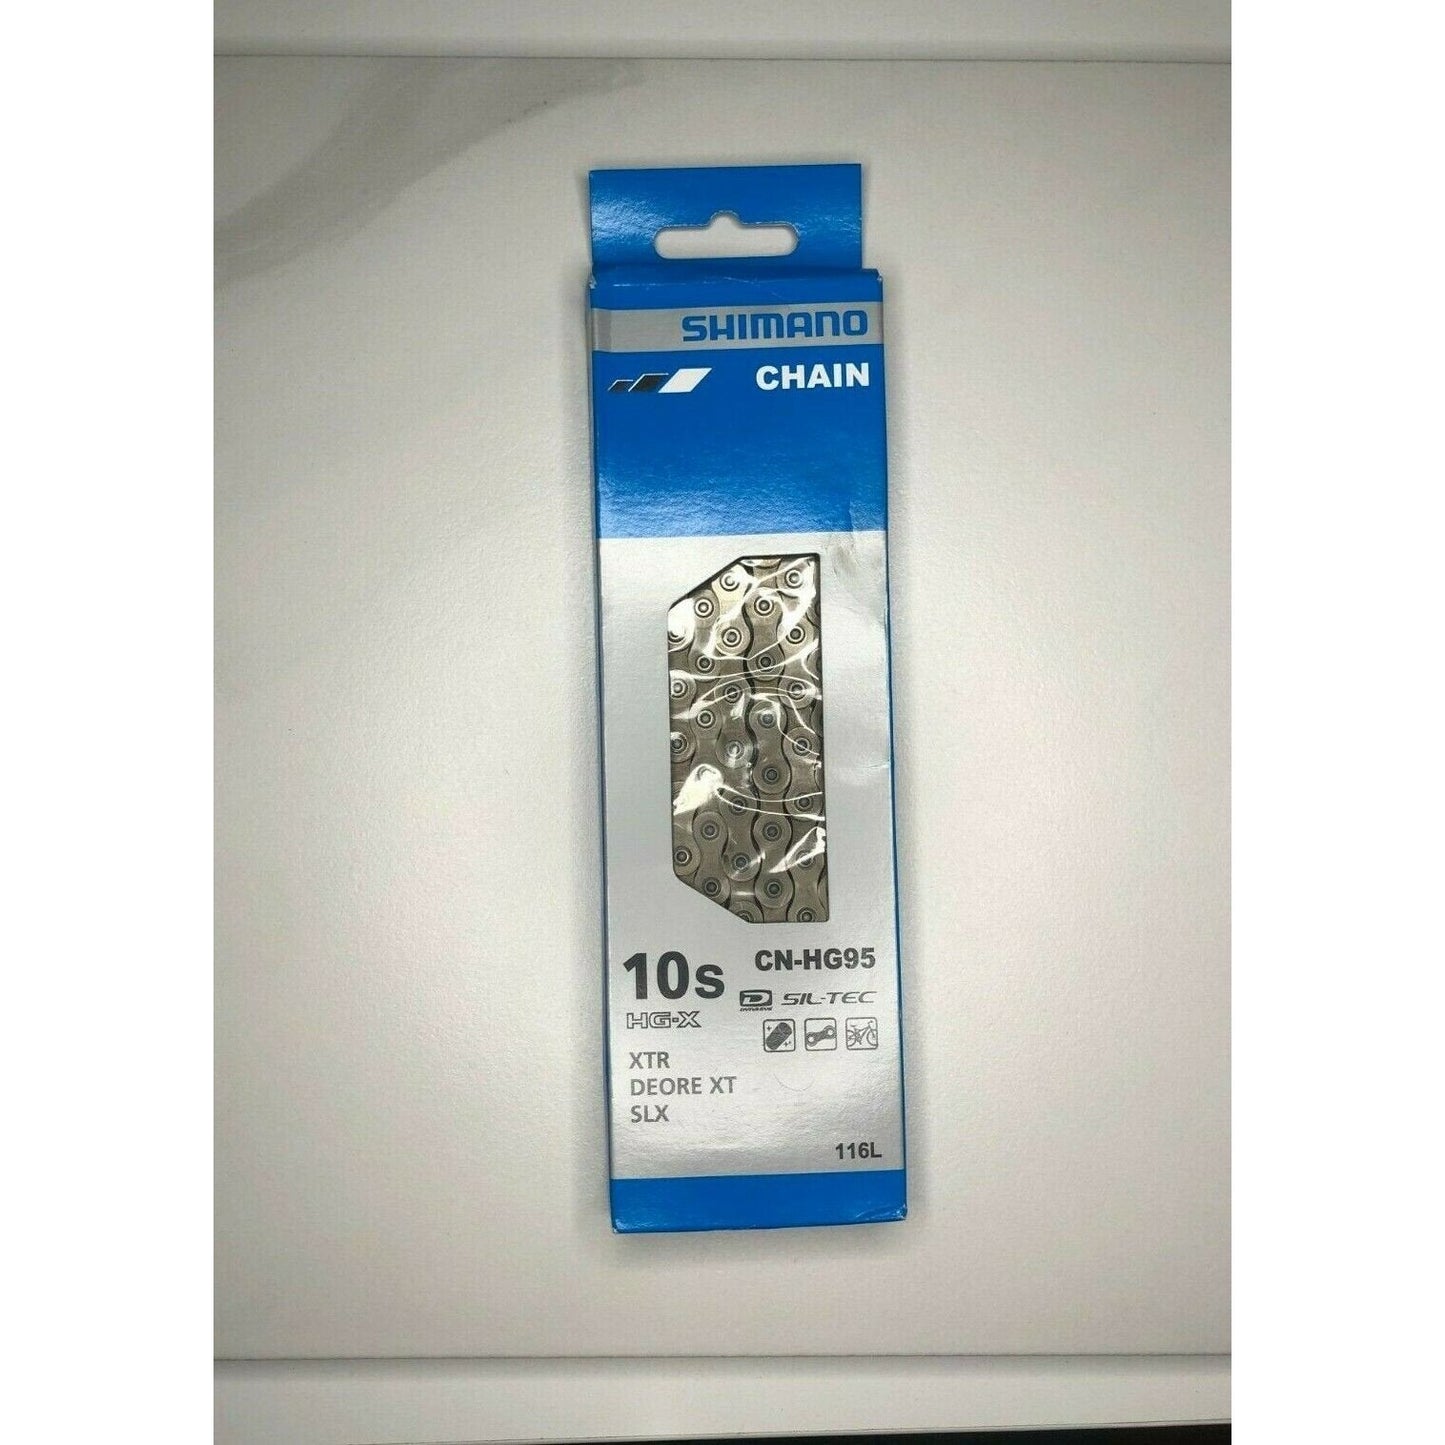 SHIMANO
CHAIN
10s
CN-HG95
HG-X
SIL-TEC
XTR
DEORE XT
SLX
116L